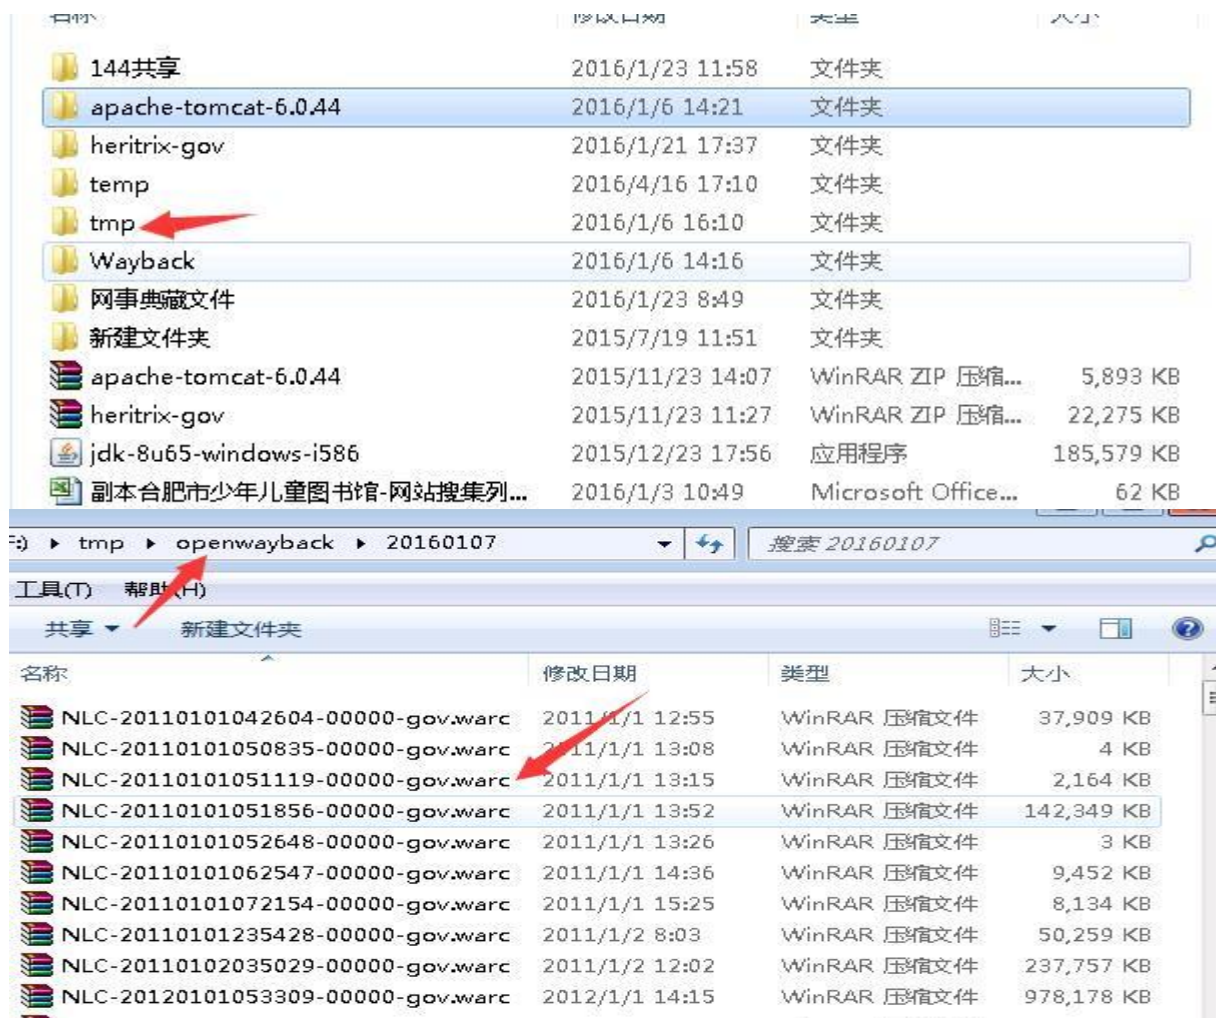 名称 修改日期 类型 大小
144共享 2016/1/23 11:58 文件夹
apache-tomcat-6.0.44 2016/1/6 14:21 文件夹
heritrix-gov 2016/1/21 17:37 文件夹
temp 2016/4/16 17:10 文件夹
tmp 2016/1/6 16:10 文件夹
Wayback 2016/1/6 14:16 文件夹
网事典藏文件 2016/1/23 8:49 文件夹
新建文件夹 2015/7/19 11:51 文件夹
apache-tomcat-6.0.44 2015/11/23 14:07 WinRAR ZIP 压缩... 5,893 KB
heritrix-gov 2015/11/23 11:27 WinRAR ZIP 压缩... 22,275 KB
jdk-8u65-windows-i586 2015/12/23 17:56 应用程序 185,579 KB
副本合肥市少年儿童图书馆-网站搜集列... 2016/1/3 10:49 Microsoft Office... 62 KB
F:) ▸ tmp ▸ openwayback ▸ 20160107 搜索 20160107
工具(T) 帮助(H)
共享 新建文件夹
名称 修改日期 类型 大小
NLC-20110101042604-00000-gov.warc 2011/1/1 12:55 WinRAR 压缩文件 37,909 KB
NLC-20110101050835-00000-gov.warc 2011/1/1 13:08 WinRAR 压缩文件 4 KB
NLC-20110101051119-00000-gov.warc 2011/1/1 13:15 WinRAR 压缩文件 2,164 KB
NLC-20110101051856-00000-gov.warc 2011/1/1 13:52 WinRAR 压缩文件 142,349 KB
NLC-20110101052648-00000-gov.warc 2011/1/1 13:26 WinRAR 压缩文件 3 KB
NLC-20110101062547-00000-gov.warc 2011/1/1 14:36 WinRAR 压缩文件 9,452 KB
NLC-20110101072154-00000-gov.warc 2011/1/1 15:25 WinRAR 压缩文件 8,134 KB
NLC-20110101235428-00000-gov.warc 2011/1/2 8:03 WinRAR 压缩文件 50,259 KB
NLC-20110102035029-00000-gov.warc 2011/1/2 12:02 WinRAR 压缩文件 237,757 KB
NLC-20120101053309-00000-gov.warc 2012/1/1 14:15 WinRAR 压缩文件 978,178 KB